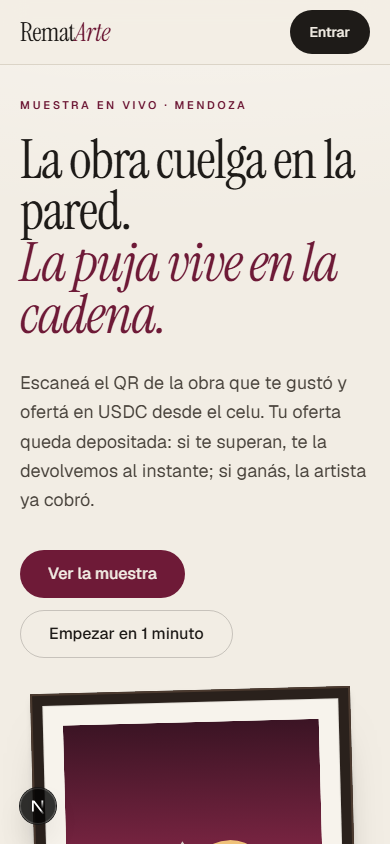 RematArte
Entrar
MUESTRA EN VIVO · MENDOZA
La obra cuelga en la
pared.
La puja vive en la
cadena.
Escaneá el QR de la obra que te gustó y
ofertá en USDC desde el celu. Tu oferta
queda depositada: si te superan, te la
devolvemos al instante; si ganás, la artista
ya cobró.
Ver la muestra
Empezar en 1 minuto
N